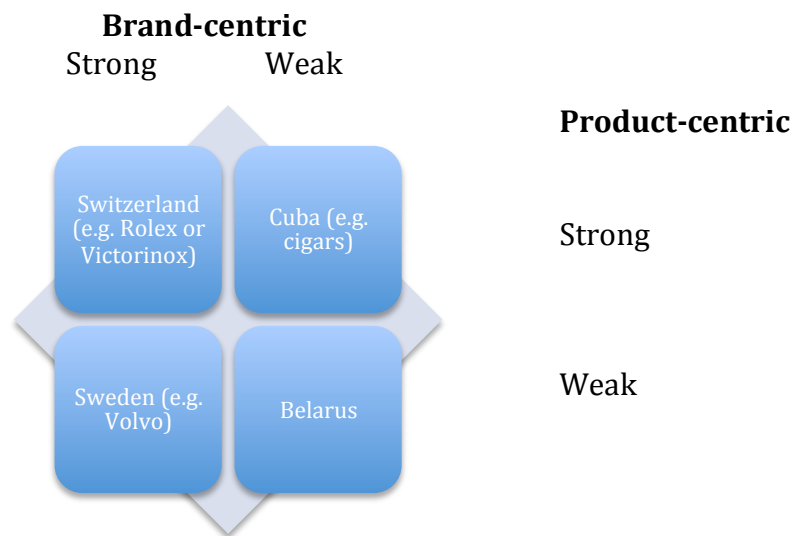 Brand-centric
Strong Weak
Product-centric
Switzerland
(e.g. Rolex or
Victorinox)
Cuba (e.g.
cigars)
Strong
Sweden (e.g.
Volvo)
Belarus
Weak